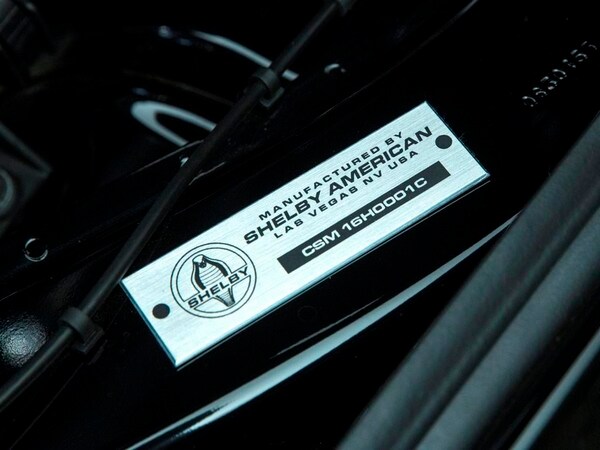 MANUFACTURED BY
SHELBY AMERICAN
LAS VEGAS NV USA
CSM 16H0001C
SHELBY